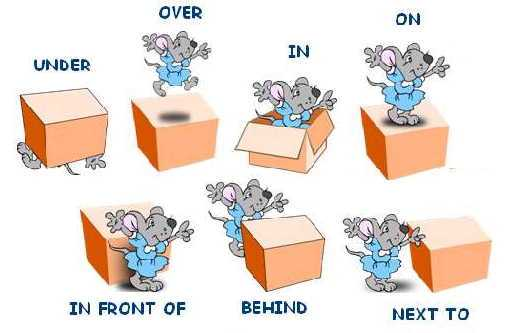 OVER
ON
IN
UNDER
IN FRONT OF
BEHIND
NEXT TO